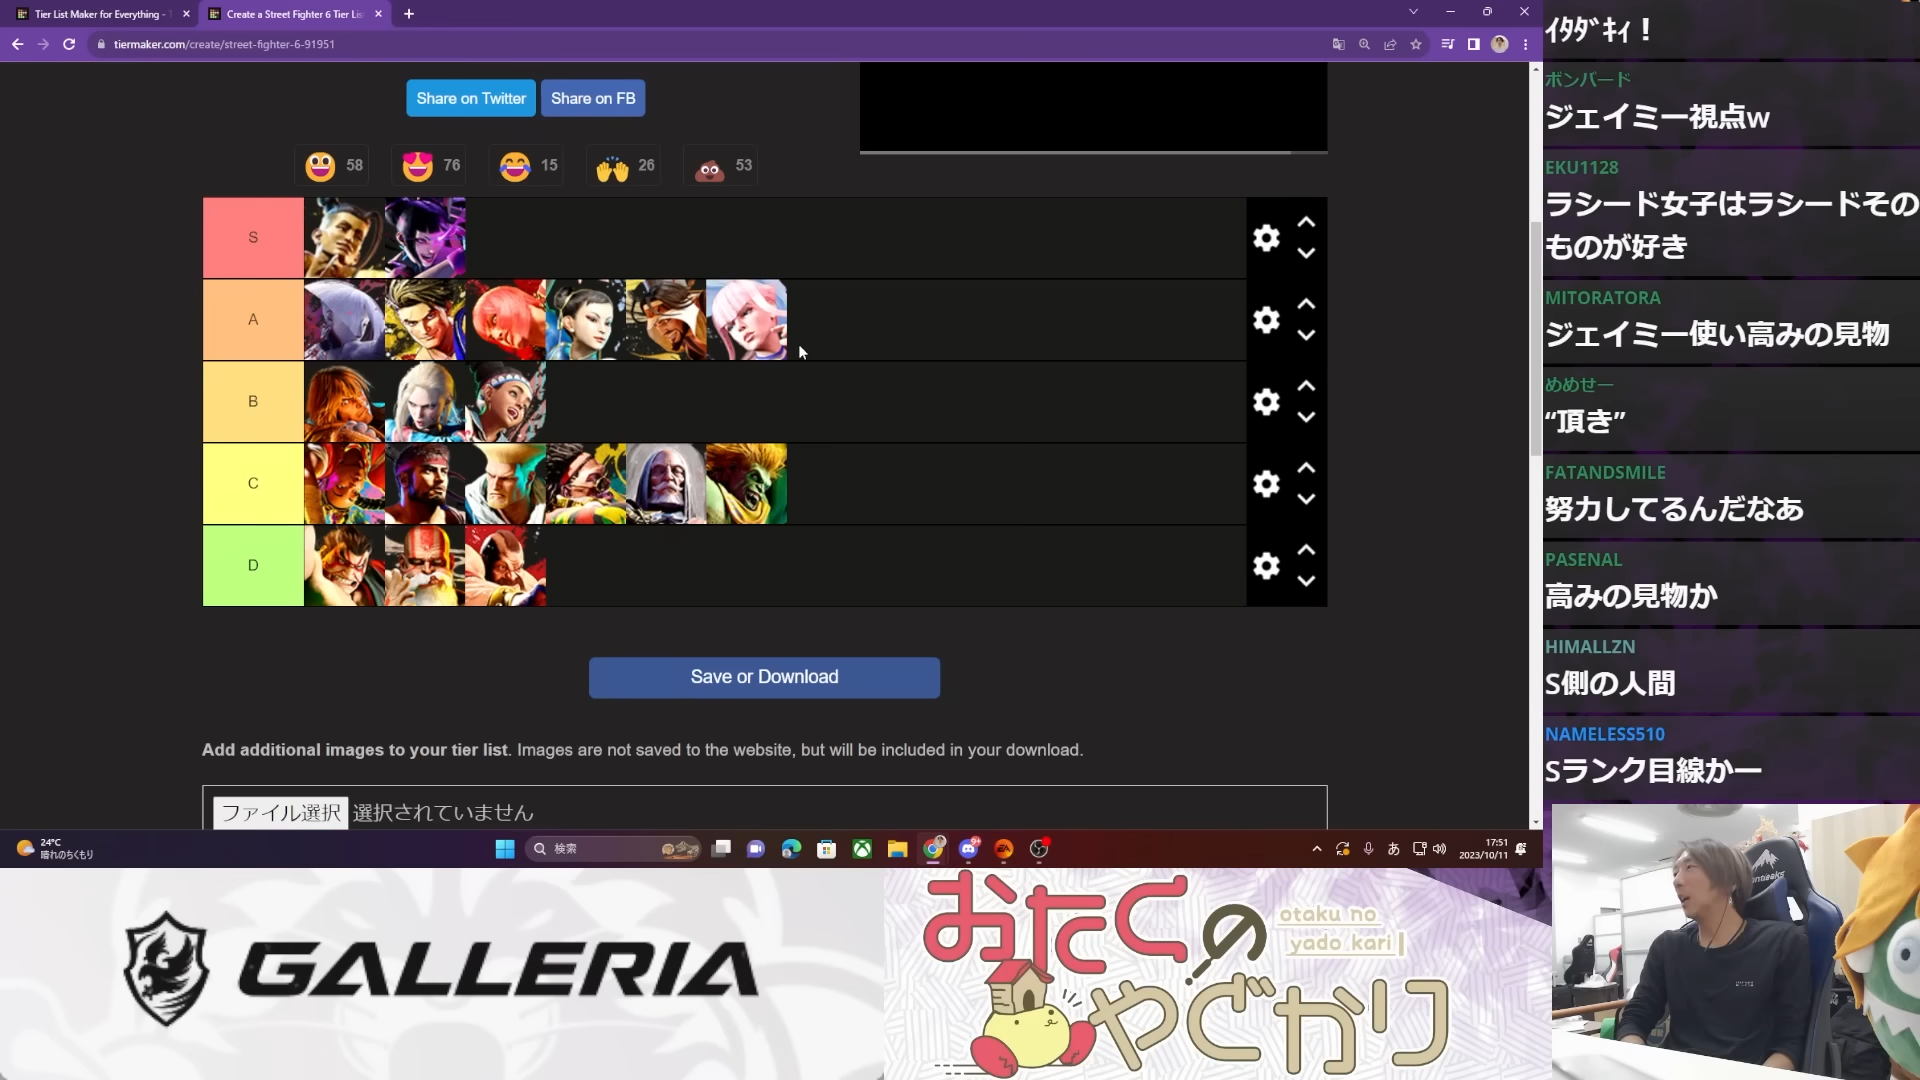 Tier List Maker for Everything -
Create a Street Fighter 6 Tier Lis
tiermaker.com/create/street-fighter-6-91951
Share on Twitter
Share on FB
58
76
15
26
53
S
A
B
C
D
Save or Download
Add additional images to your tier list. Images are not saved to the website, but will be included in your download.
ファイル選択 選択されていません
24°C
晴れのちくもり
検索
あ
17:51
2023/10/11
イタダキィ！
ボンバード
ジェイミー視点w
EKU1128
ラシード女子はラシードその
ものが好き
MITORATORA
ジェイミー使い高みの見物
めめせー
“頂き”
FATANDSMILE
努力してるんだなあ
PASENAL
高みの見物か
HIMALLZN
S側の人間
NAMELESS510
Sランク目線かー
GALLERIA
おたくの
otaku no
yado kari
やどかり